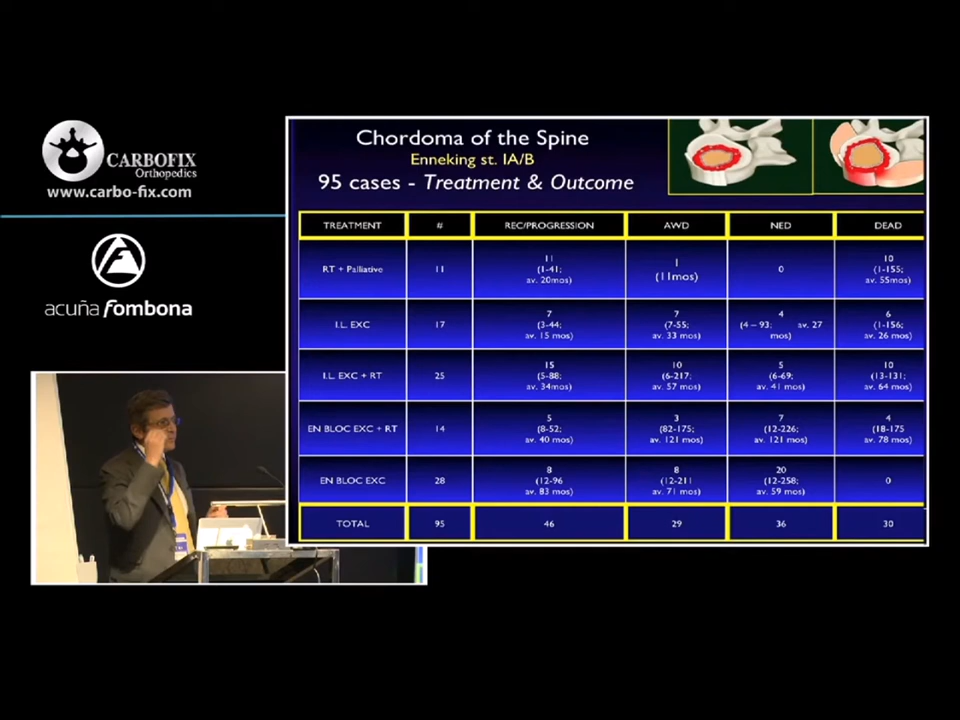 CARBOFIX
Orthopedics
www.carbo-fix.com
acuña fombona
Chordoma of the Spine
Enneking st. IA/B
95 cases - Treatment & Outcome
TREATMENT # REC/PROGRESSION AWD NED DEAD
RT + Palliative 11 11 (1-41; av. 20mos) 1 (11mos) 0 10 (1-155; av. 55mos)
I.L. EXC 17 7 (3-44; av. 15 mos) 7 (7-55; av. 33 mos) 4 (4 – 93; av. 27 mos) 6 (1-156; av. 26 mos)
I.L. EXC + RT 25 15 (5-88; av. 34mos) 10 (6-217; av. 57 mos) 5 (6-69; av. 41 mos) 10 (13-131; av. 64 mos)
EN BLOC EXC + RT 14 5 (8-52; av. 40 mos) 3 (82-175; av. 121 mos) 7 (12-226; av. 121 mos) 4 (18-175 av. 78 mos)
EN BLOC EXC 28 8 (12-96 av. 83 mos) 8 (12-211 av. 71 mos) 20 (12-258; av. 59 mos) 0
TOTAL 95 46 29 36 30